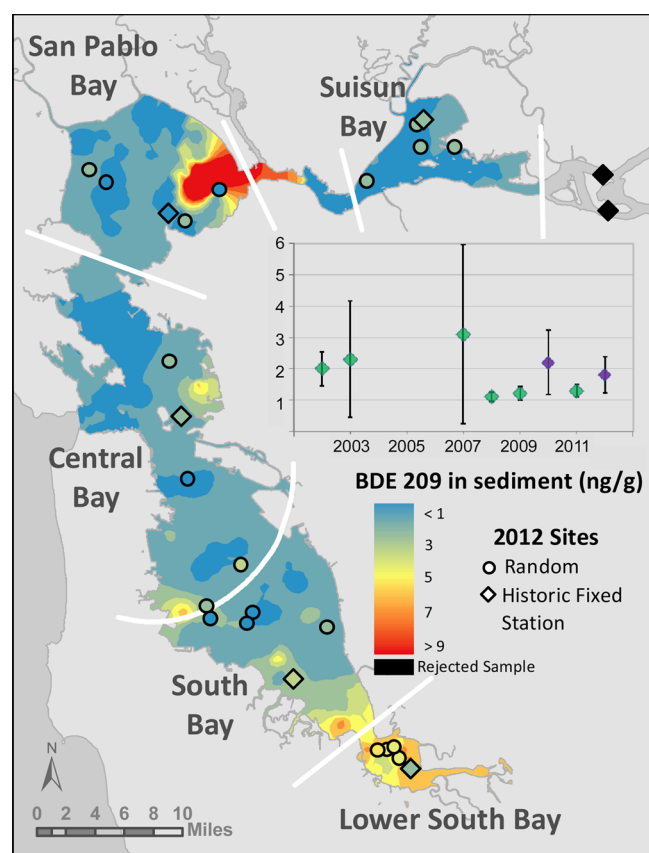 San Pablo
Bay
Suisun
Bay
6
5
4
3
2
1
2003 2005 2007 2009 2011
Central
Bay
BDE 209 in sediment (ng/g)
< 1
3
5
7
> 9
Rejected Sample
2012 Sites
Random
Historic Fixed
Station
South
Bay
N
0 2 4 6 8 10
Miles
Lower South Bay